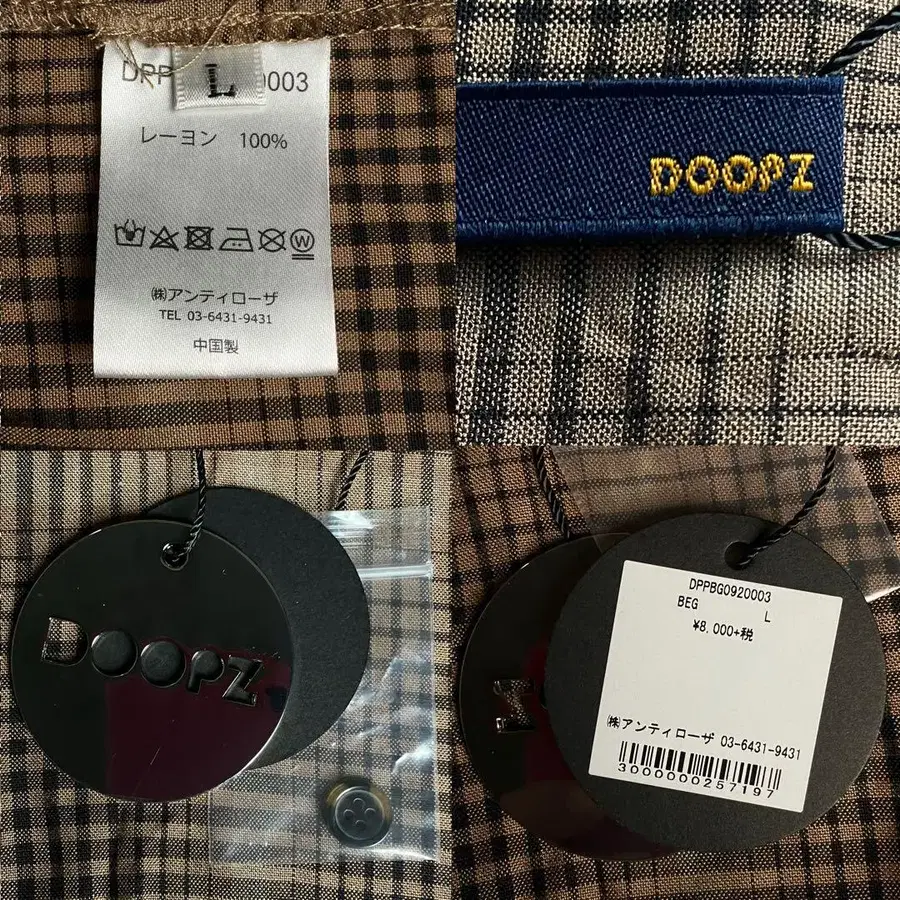 DPP
L
0003
レーヨン 100%
W
㈱アンティローザ
TEL 03-6431-9431
中国製
DOOPZ
DOOPZ
DPPBG0920003
BEG L
¥8,000+税
㈱アンティローザ 03-6431-9431
3000000257197
Z